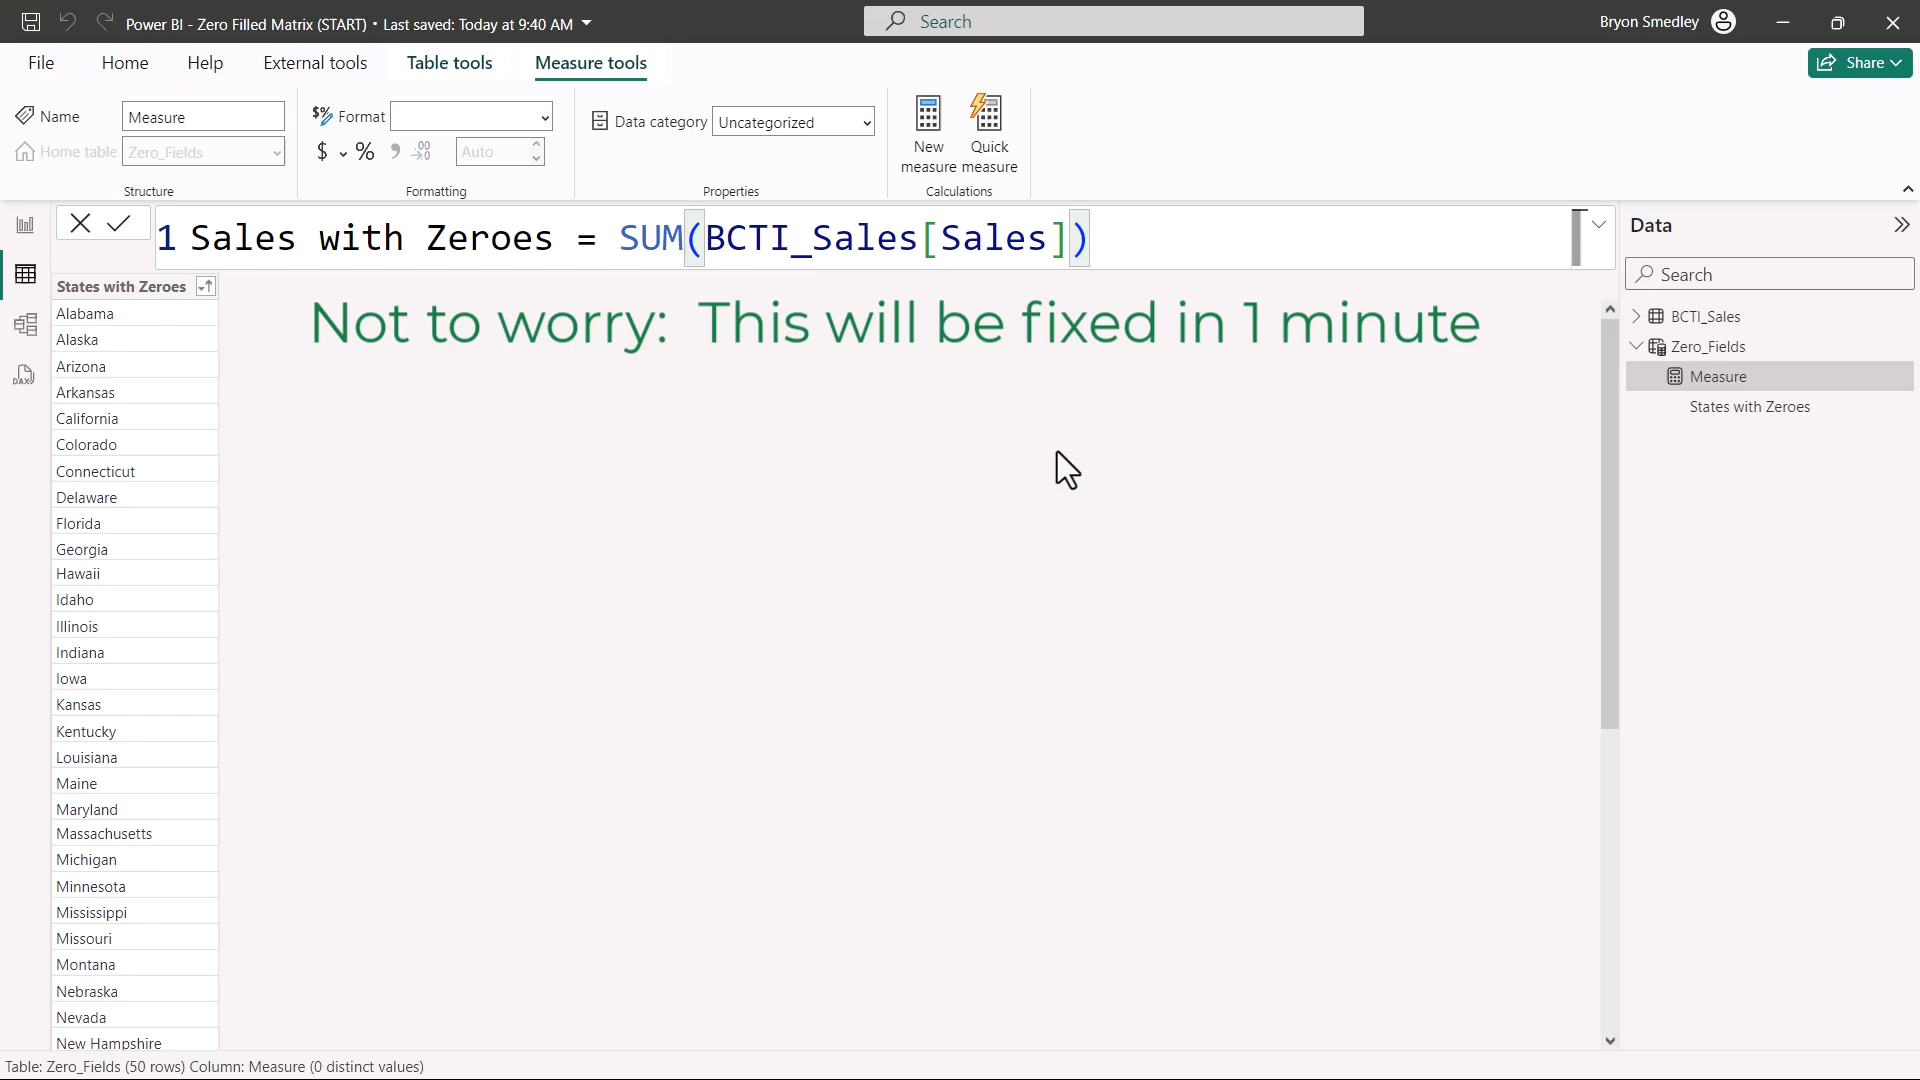 Power BI - Zero Filled Matrix (START) • Last saved: Today at 9:40 AM
Search
Bryon Smedley
File
Home
Help
External tools
Table tools
Measure tools
Share
Name
Measure
Home table
Zero_Fields
Structure
Format
$
%
Auto
Formatting
Data category
Uncategorized
Properties
New measure
Quick measure
Calculations
1 Sales with Zeroes = SUM(BCTI_Sales[Sales])
Not to worry: This will be fixed in 1 minute
States with Zeroes
Alabama
Alaska
Arizona
Arkansas
California
Colorado
Connecticut
Delaware
Florida
Georgia
Hawaii
Idaho
Illinois
Indiana
Iowa
Kansas
Kentucky
Louisiana
Maine
Maryland
Massachusetts
Michigan
Minnesota
Mississippi
Missouri
Montana
Nebraska
Nevada
New Hampshire
Data
Search
BCTI_Sales
Zero_Fields
Measure
States with Zeroes
Table: Zero_Fields (50 rows) Column: Measure (0 distinct values)